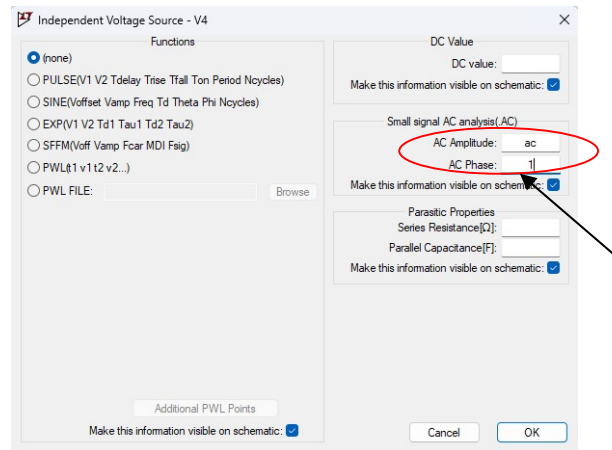 Independent Voltage Source - V4
Functions
(none)
PULSE(V1 V2 Tdelay Trise Tfall Ton Period Ncycles)
SINE(Voffset Vamp Freq Td Theta Phi Ncycles)
EXP(V1 V2 Td1 Tau1 Td2 Tau2)
SFFM(Voff Vamp Fcar MDI Fsig)
PWL(t1 v1 t2 v2...)
PWL FILE:
Browse
Additional PWL Points
Make this information visible on schematic:
DC Value
DC value:
Make this information visible on schematic:
Small signal AC analysis(.AC)
AC Amplitude: ac
AC Phase: 1
Make this information visible on schematic:
Parasitic Properties
Series Resistance[Ω]:
Parallel Capacitance[F]:
Make this information visible on schematic:
Cancel
OK